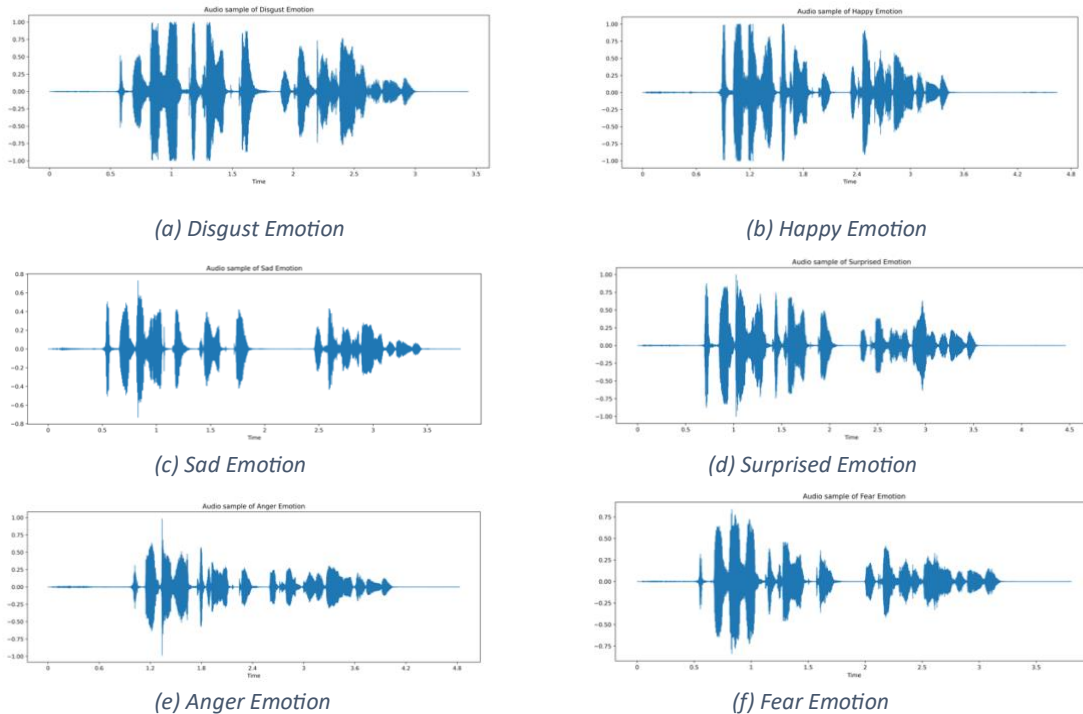 Audio sample of Disgust Emotion
1.00
0.75
0.50
0.25
0.00
−0.25
−0.50
−0.75
−1.00
0 0.5 1 1.5 2 2.5 3 3.5
Time
(a) Disgust Emotion
Audio sample of Happy Emotion
1.00
0.75
0.50
0.25
0.00
−0.25
−0.50
−0.75
−1.00
0 0.6 1.2 1.8 2.4 3 3.6 4.2 4.8
Time
(b) Happy Emotion
Audio sample of Sad Emotion
0.8
0.6
0.4
0.2
0.0
−0.2
−0.4
−0.6
−0.8
0 0.5 1 1.5 2 2.5 3 3.5
Time
(c) Sad Emotion
Audio sample of Surprised Emotion
1.00
0.75
0.50
0.25
0.00
−0.25
−0.50
−0.75
−1.00
0 0.5 1 1.5 2 2.5 3 3.5 4 4.5
Time
(d) Surprised Emotion
Audio sample of Anger Emotion
1.00
0.75
0.50
0.25
0.00
−0.25
−0.50
−0.75
−1.00
0 0.6 1.2 1.8 2.4 3 3.6 4.2 4.8
Time
(e) Anger Emotion
Audio sample of Fear Emotion
0.75
0.50
0.25
0.00
−0.25
−0.50
−0.75
0 0.5 1 1.5 2 2.5 3 3.5
Time
(f) Fear Emotion